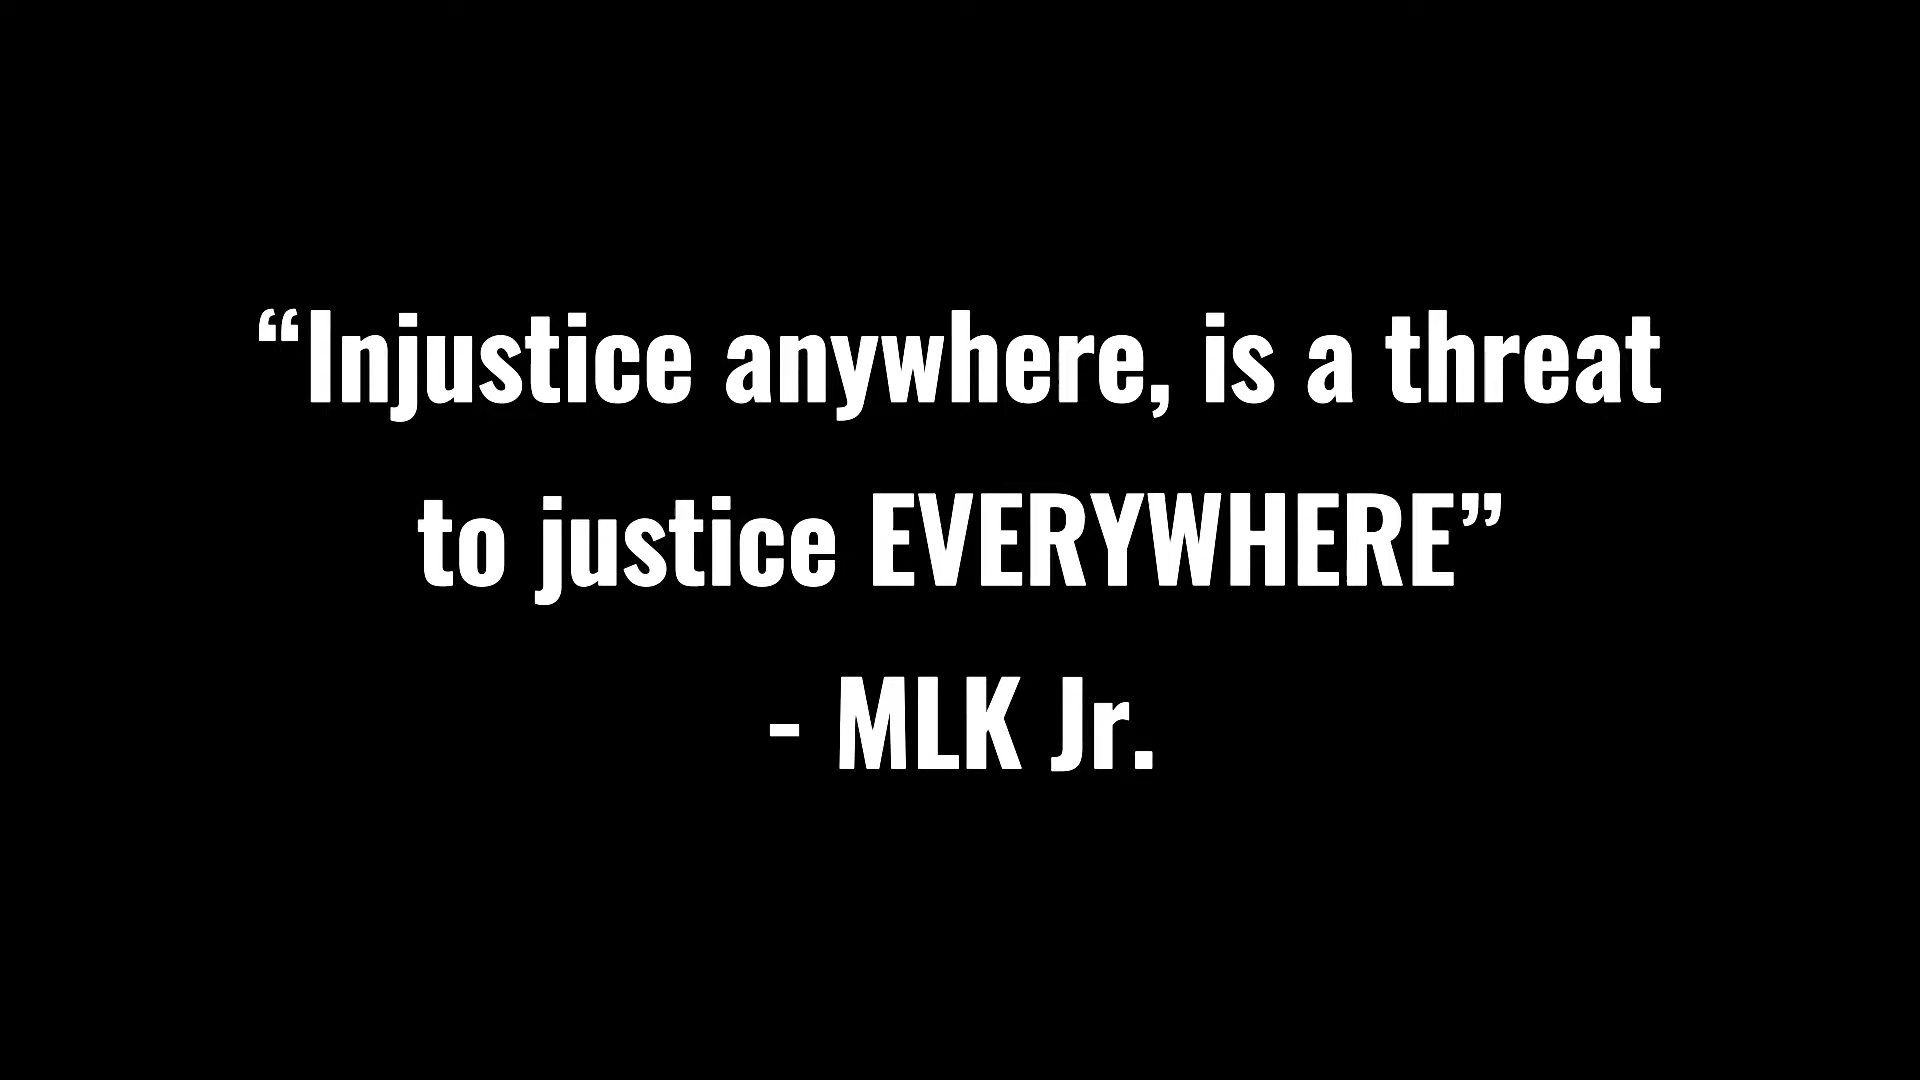 “Injustice anywhere, is a threat
to justice EVERYWHERE”
- MLK Jr.